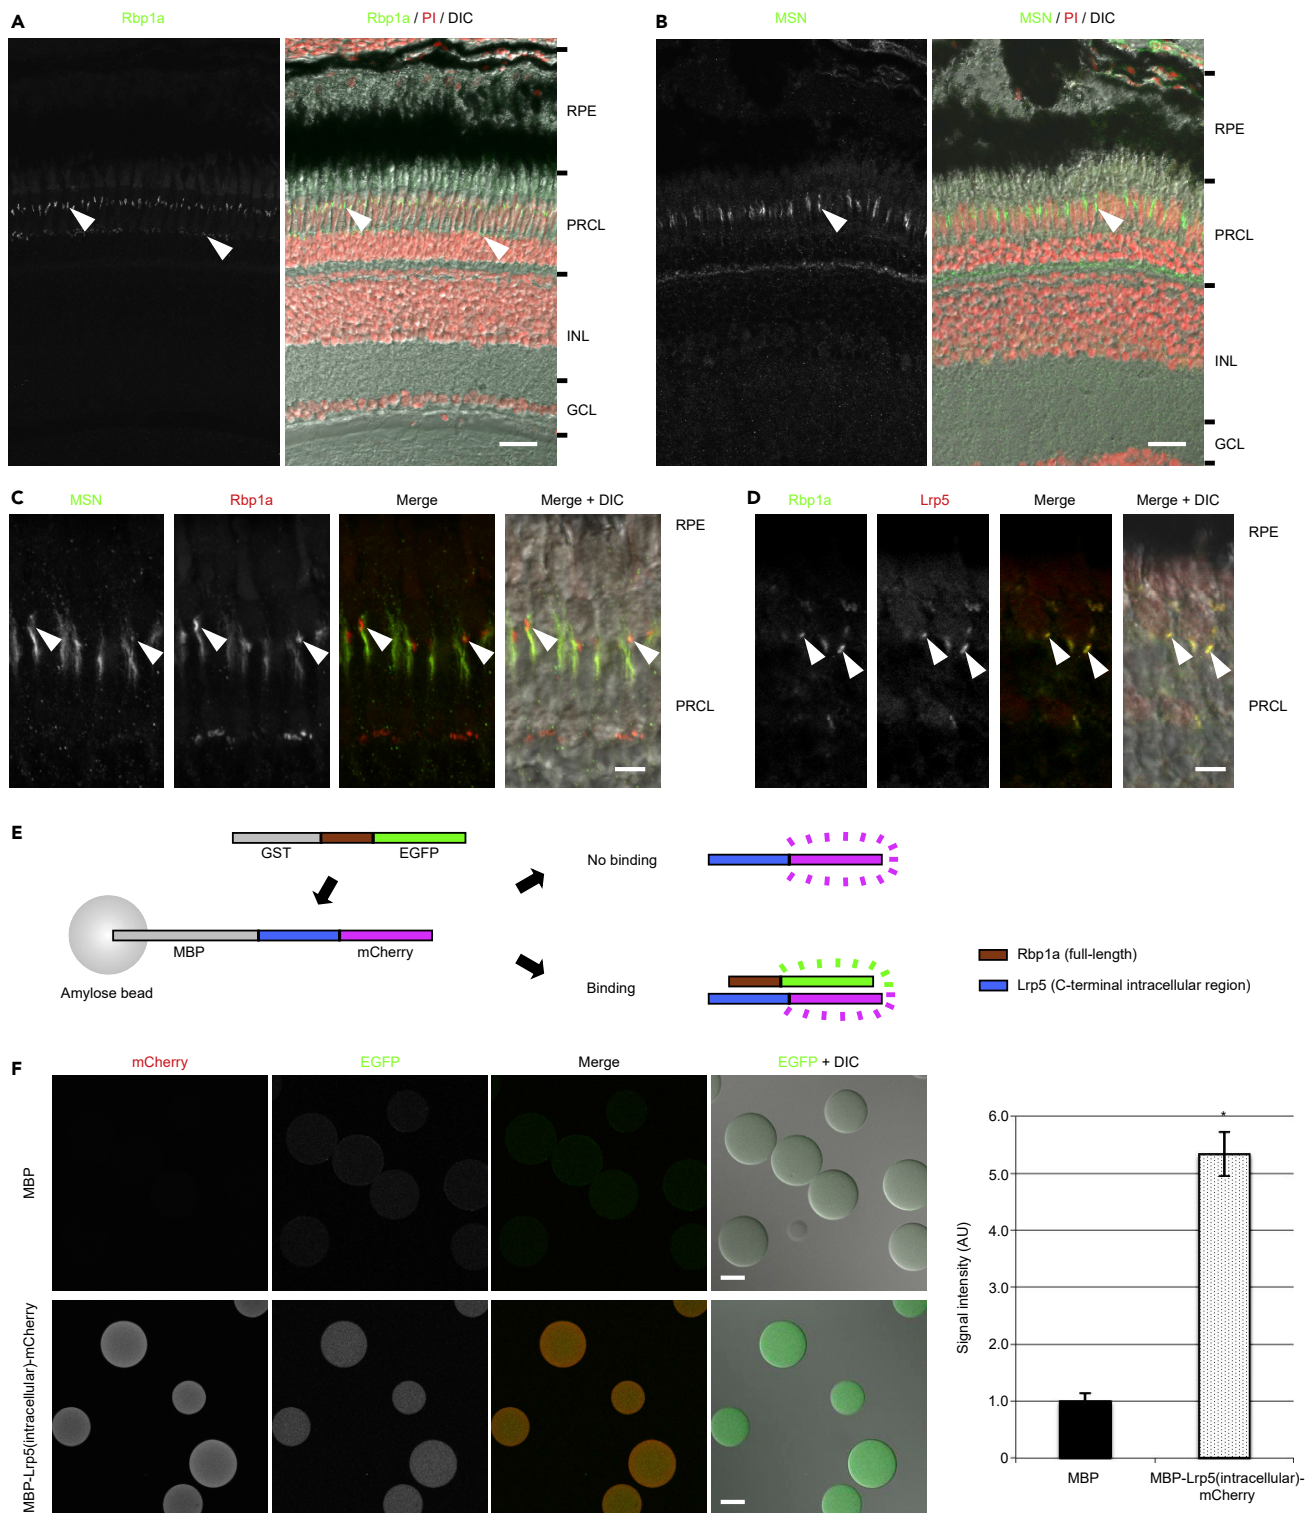 A
Rbp1a
Rbp1a / PI / DIC
RPE
PRCL
INL
GCL
B
MSN
MSN / PI / DIC
RPE
PRCL
INL
GCL
C
MSN
Rbp1a
Merge
Merge + DIC
RPE
PRCL
D
Rbp1a
Lrp5
Merge
Merge + DIC
RPE
PRCL
E
GST
EGFP
MBP
mCherry
Amylose bead
No binding
Binding
Rbp1a (full-length)
Lrp5 (C-terminal intracellular region)
F
mCherry
EGFP
Merge
EGFP + DIC
MBP
MBP-Lrp5(intracellular)-mCherry
Signal intensity (AU)
6.0
5.0
4.0
3.0
2.0
1.0
0
*
MBP
MBP-Lrp5(intracellular)-
mCherry